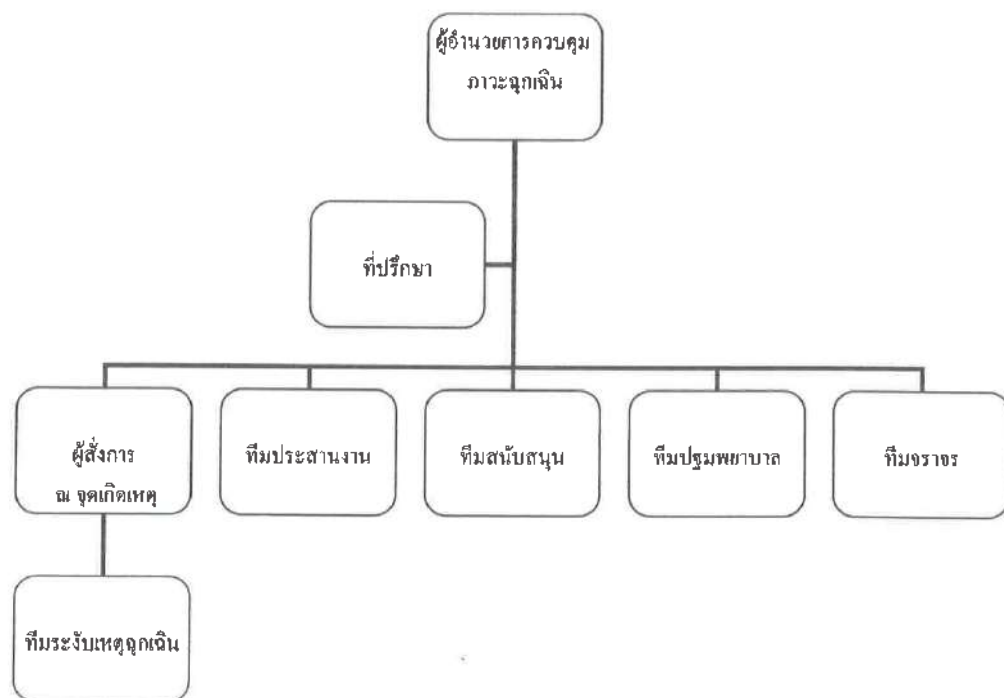 ผู้อำนวยการควบคุม
ภาวะฉุกเฉิน
ที่ปรึกษา
ผู้สั่งการ
ณ จุดเกิดเหตุ
ทีมประสานงาน
ทีมสนับสนุน
ทีมปฐมพยาบาล
ทีมจราจร
ทีมระงับเหตุฉุกเฉิน